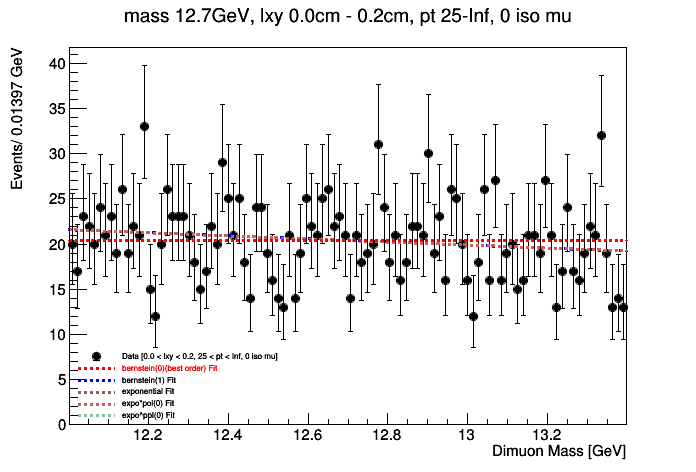 mass 12.7GeV, lxy 0.0cm - 0.2cm, pt 25-Inf, 0 iso mu
Events/ 0.01397 GeV
40
35
30
25
20
15
10
5
0
Data [0.0 < lxy < 0.2, 25 < pt < Inf, 0 iso mu]
bernstein(0)(best order) Fit
bernstein(1) Fit
exponential Fit
expo*pol(0) Fit
expo^ppl(0) Fit
12.2 12.4 12.6 12.8 13 13.2
Dimuon Mass [GeV]